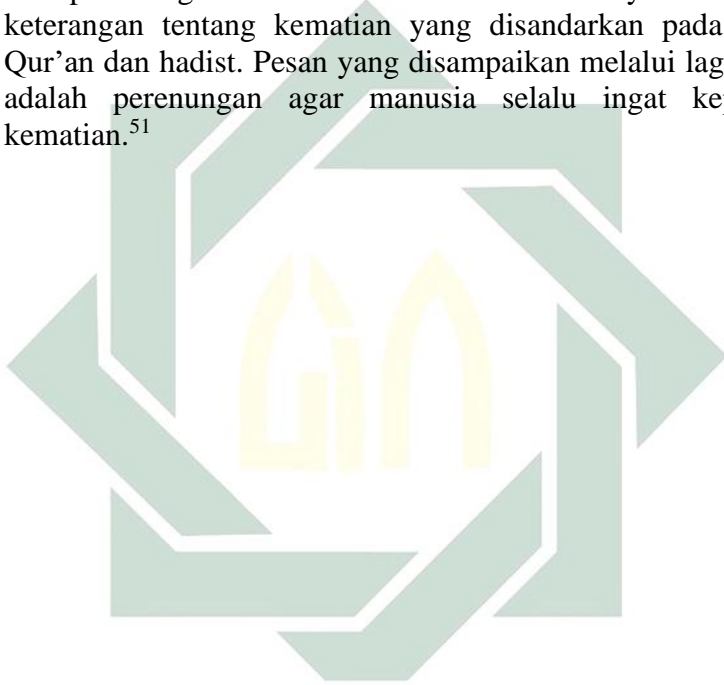 keterangan tentang kematian yang disandarkan pada
Qur'an dan hadist. Pesan yang disampaikan melalui lag
adalah perenungan agar manusia selalu ingat ke
kematian.51